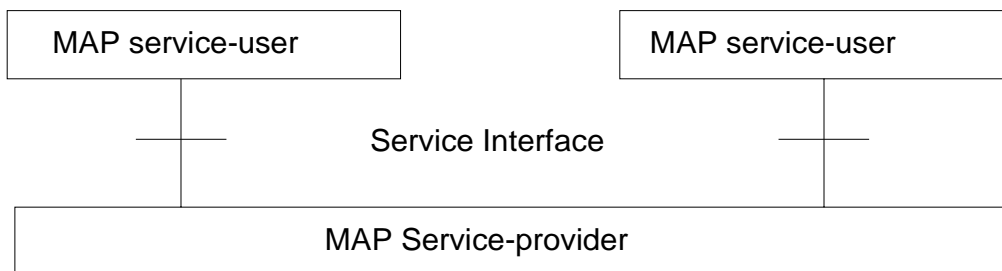 MAP service-user
MAP service-user
Service Interface
MAP Service-provider